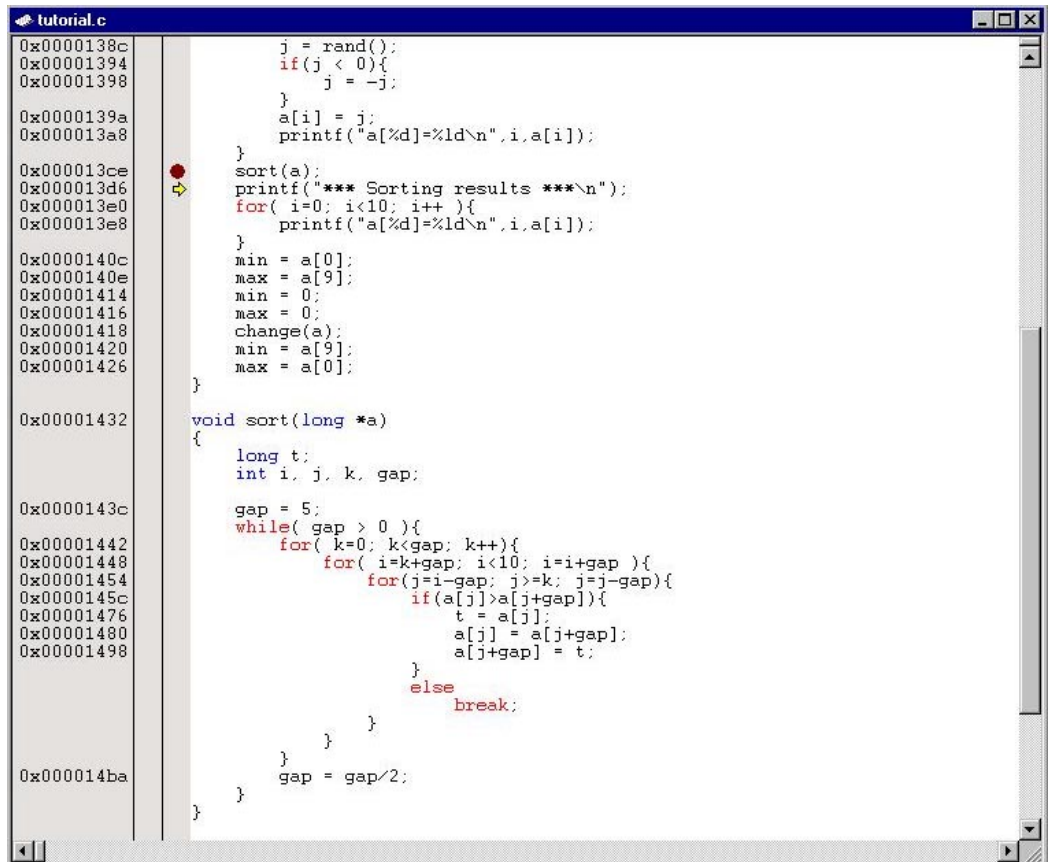 tutorial.c
0x0000138c j = rand();
0x00001394 if(j < 0){
0x00001398 j = -j;
}
0x0000139a a[i] = j;
0x000013a8 printf("a[%d]=%ld\n",i,a[i]);
}
0x000013ce sort(a);
0x000013d6 printf("*** Sorting results ***\n");
0x000013e0 for( i=0; i<10; i++ ){
0x000013e8 printf("a[%d]=%ld\n",i,a[i]);
}
0x0000140c min = a[0];
0x0000140e max = a[9];
0x00001414 min = 0;
0x00001416 max = 0;
0x00001418 change(a);
0x00001420 min = a[9];
0x00001426 max = a[0];
}
0x00001432 void sort(long *a)
{
long t;
int i, j, k, gap;
0x0000143c gap = 5;
while( gap > 0 ){
0x00001442 for( k=0; k<gap; k++){
0x00001448 for( i=k+gap; i<10; i=i+gap ){
0x00001454 for(j=i-gap; j>=k; j=j-gap){
0x0000145c if(a[j]>a[j+gap]){
0x00001476 t = a[j];
0x00001480 a[j] = a[j+gap];
0x00001498 a[j+gap] = t;
}
else
break;
}
}
}
0x000014ba gap = gap/2;
}
}